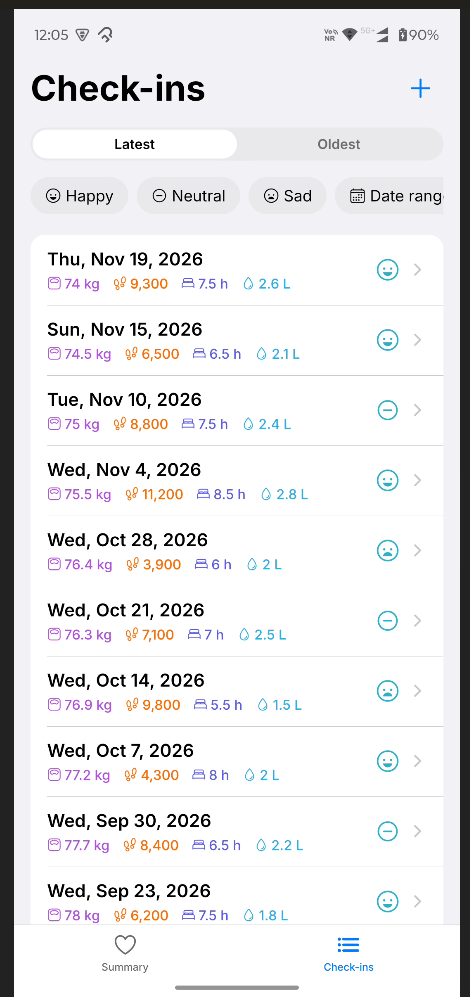 12:05 Vo NR 5G+ 90%
Check-ins
Latest Oldest
Happy Neutral Sad Date rang
Thu, Nov 19, 2026
74 kg 9,300 7.5 h 2.6 L
Sun, Nov 15, 2026
74.5 kg 6,500 6.5 h 2.1 L
Tue, Nov 10, 2026
75 kg 8,800 7.5 h 2.4 L
Wed, Nov 4, 2026
75.5 kg 11,200 8.5 h 2.8 L
Wed, Oct 28, 2026
76.4 kg 3,900 6 h 2 L
Wed, Oct 21, 2026
76.3 kg 7,100 7 h 2.5 L
Wed, Oct 14, 2026
76.9 kg 9,800 5.5 h 1.5 L
Wed, Oct 7, 2026
77.2 kg 4,300 8 h 2 L
Wed, Sep 30, 2026
77.7 kg 8,400 6.5 h 2.2 L
Wed, Sep 23, 2026
78 kg 6,200 7.5 h 1.8 L
Summary Check-ins